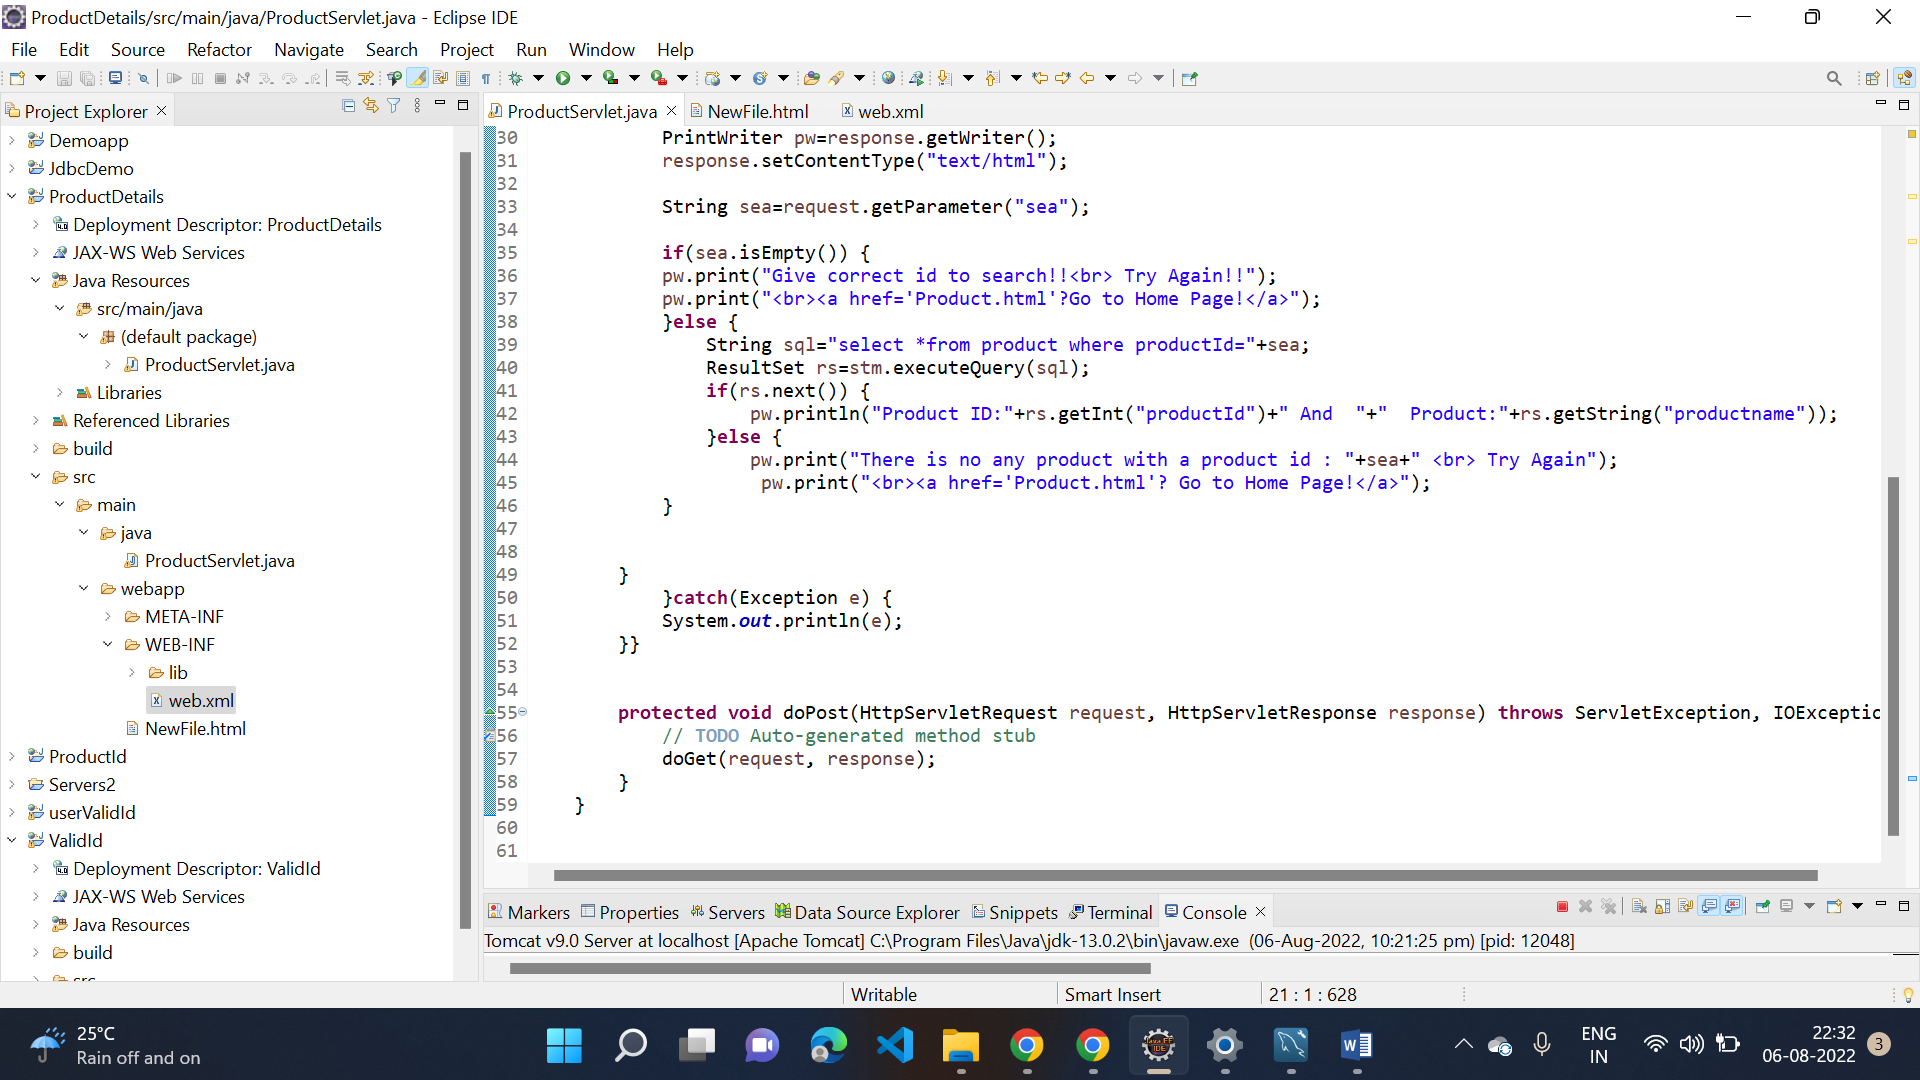 ProductDetails/src/main/java/ProductServlet.java - Eclipse IDE
File Edit Source Refactor Navigate Search Project Run Window Help
Project Explorer
Demoapp
JdbcDemo
ProductDetails
Deployment Descriptor: ProductDetails
JAX-WS Web Services
Java Resources
src/main/java
(default package)
ProductServlet.java
Libraries
Referenced Libraries
build
src
main
java
ProductServlet.java
webapp
META-INF
WEB-INF
lib
web.xml
NewFile.html
ProductId
Servers2
userValidId
ValidId
Deployment Descriptor: ValidId
JAX-WS Web Services
Java Resources
build
src
ProductServlet.java NewFile.html web.xml
30 PrintWriter pw=response.getWriter();
31 response.setContentType("text/html");
32
33 String sea=request.getParameter("sea");
34
35 if(sea.isEmpty()) {
36 pw.print("Give correct id to search!!<br> Try Again!!");
37 pw.print("<br><a href='Product.html'?Go to Home Page!</a>");
38 }else {
39 String sql="select *from product where productId="+sea;
40 ResultSet rs=stm.executeQuery(sql);
41 if(rs.next()) {
42 pw.println("Product ID:"+rs.getInt("productId")+" And  "+"  Product:"+rs.getString("productname"));
43 }else {
44 pw.print("There is no any product with a product id : "+sea+" <br> Try Again");
45 pw.print("<br><a href='Product.html'? Go to Home Page!</a>");
46 }
47
48
49 }
50 }catch(Exception e) {
51 System.out.println(e);
52 }}
53
54
55 protected void doPost(HttpServletRequest request, HttpServletResponse response) throws ServletException, IOExceptio
56 // TODO Auto-generated method stub
57 doGet(request, response);
58 }
59 }
60
61
Markers Properties Servers Data Source Explorer Snippets Terminal Console
Tomcat v9.0 Server at localhost [Apache Tomcat] C:\Program Files\Java\jdk-13.0.2\bin\javaw.exe (06-Aug-2022, 10:21:25 pm) [pid: 12048]
Writable Smart Insert 21 : 1 : 628
25°C
Rain off and on
Java EE
IDE
ENG
IN
22:32
06-08-2022
3